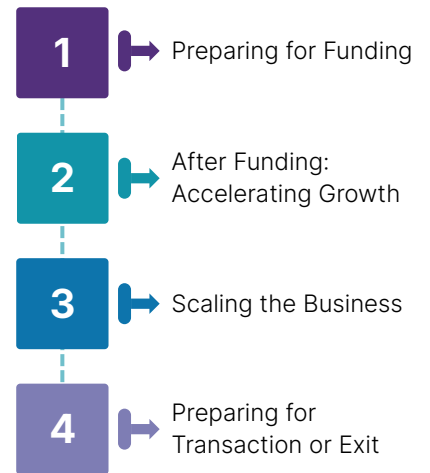 1
Preparing for Funding
2
After Funding:
Accelerating Growth
3
Scaling the Business
4
Preparing for
Transaction or Exit